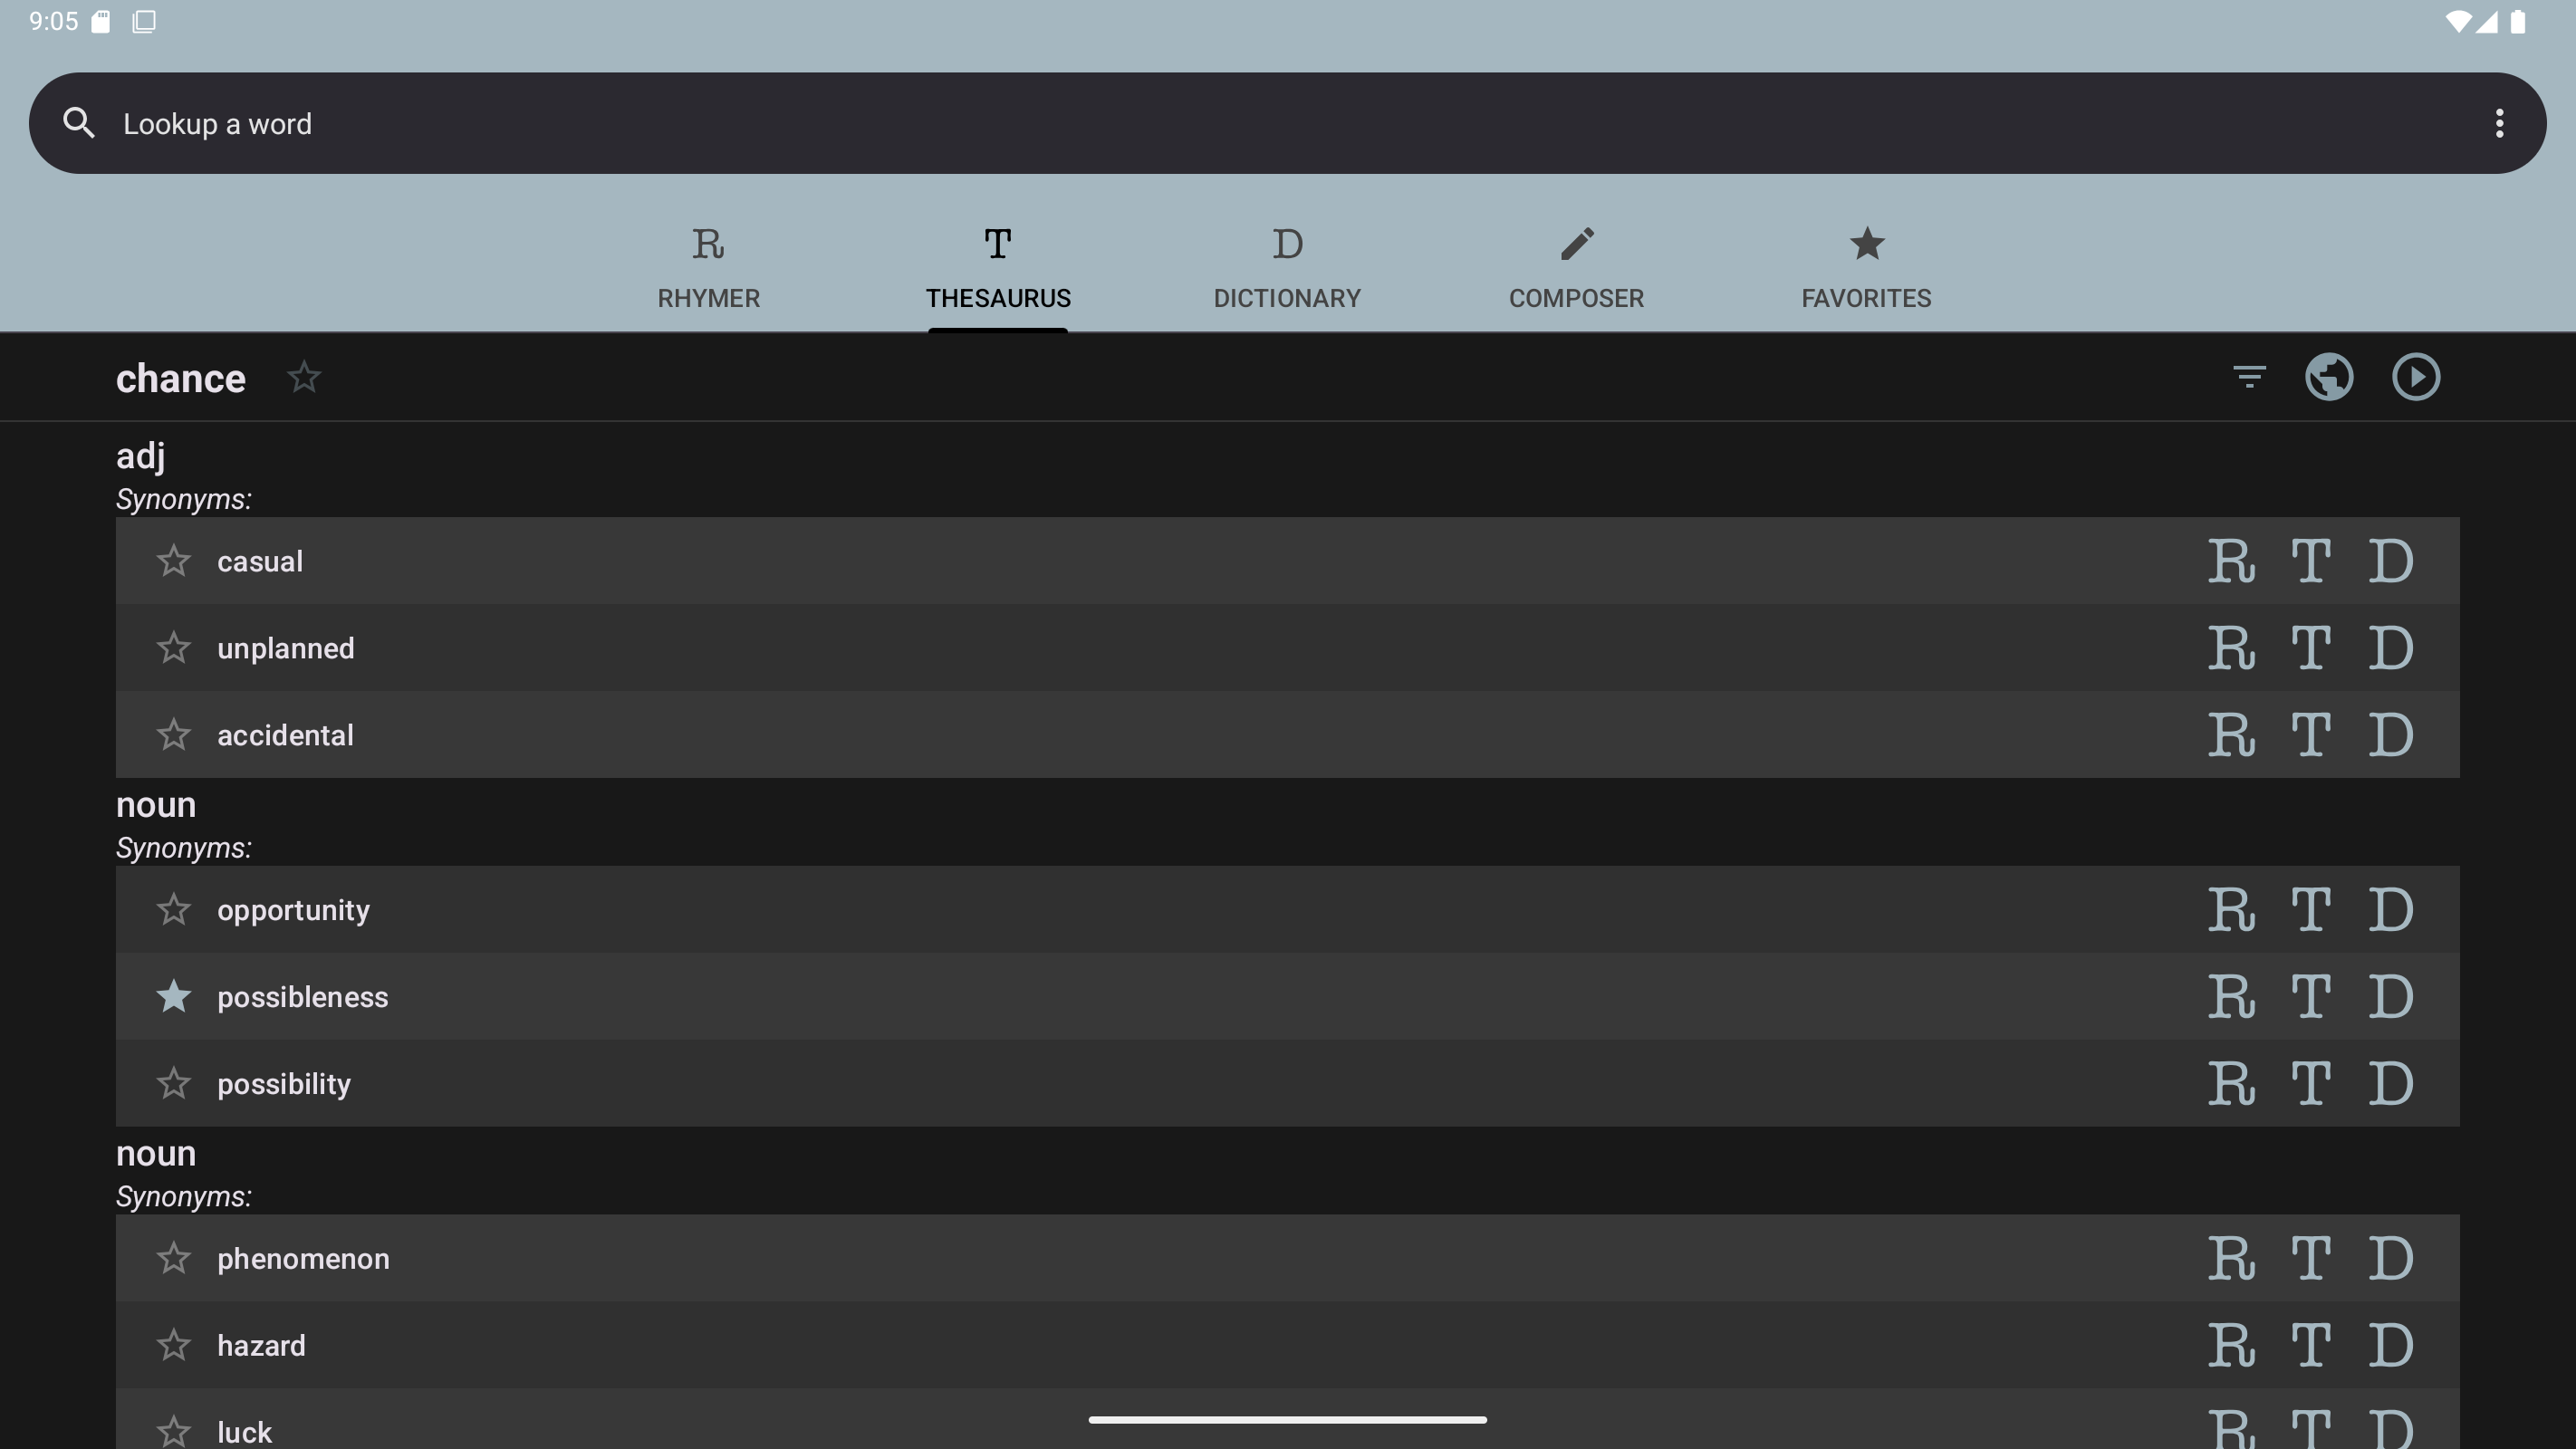 9:05
Lookup a word
R T D
RHYMER THESAURUS DICTIONARY COMPOSER FAVORITES
chance
adj
Synonyms:
casual R T D
unplanned R T D
accidental R T D
noun
Synonyms:
opportunity R T D
possibleness R T D
possibility R T D
noun
Synonyms:
phenomenon R T D
hazard R T D
luck R T D